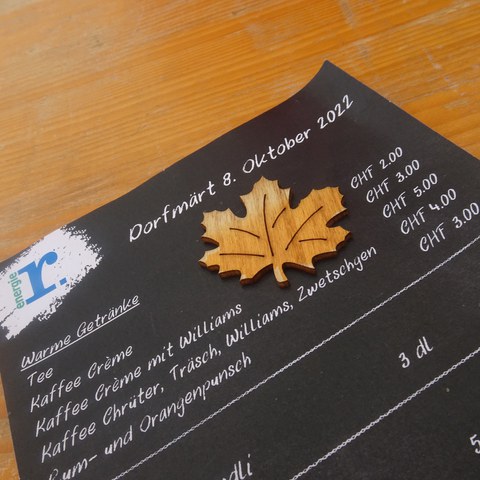 Dorfmärt 8. Oktober 2022
energie r.
Warme Getränke
Tee CHF 2.00
Kaffee Crème CHF 3.00
Kaffee Crème mit Williams CHF 5.00
Kaffee Chrüter, Träsch, Williams, Zwetschgen CHF 4.00
Rum- und Orangenpunsch CHF 3.00
3 dl